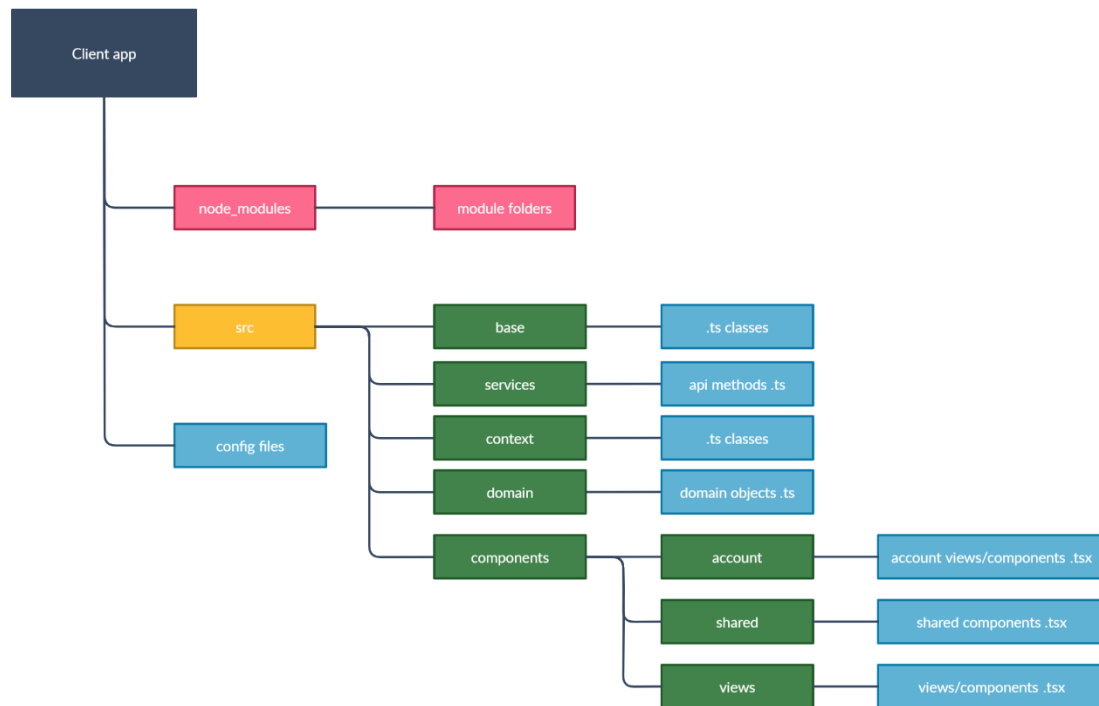 Client app
node_modules
module folders
src
base
.ts classes
services
api methods .ts
context
.ts classes
config files
domain
domain objects .ts
components
account
account views/components .tsx
shared
shared components .tsx
views
views/components .tsx